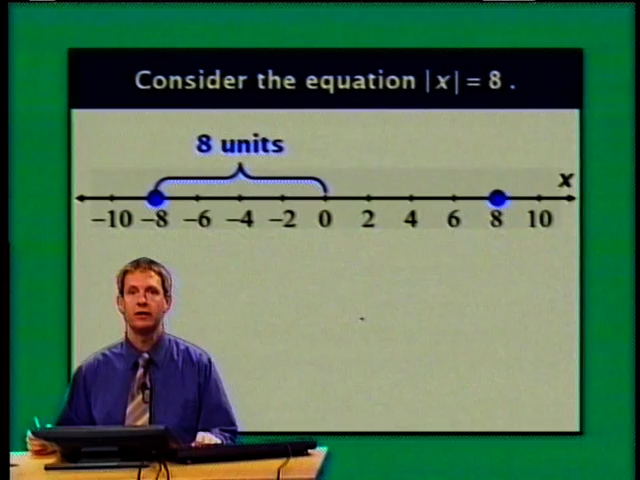 Consider the equation |x| = 8 .
8 units
x
−10 −8 −6 −4 −2 0 2 4 6 8 10